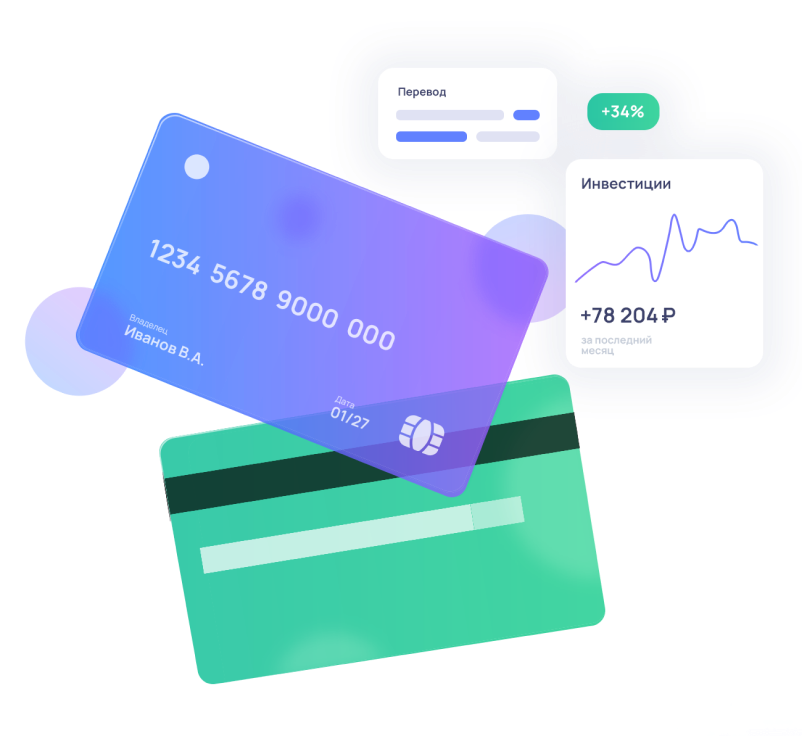 Перевод
+34%
Инвестиции
+78 204 ₽
за последний
месяц
1234 5678 9000 000
Владелец
Иванов В.А.
Дата
01/27